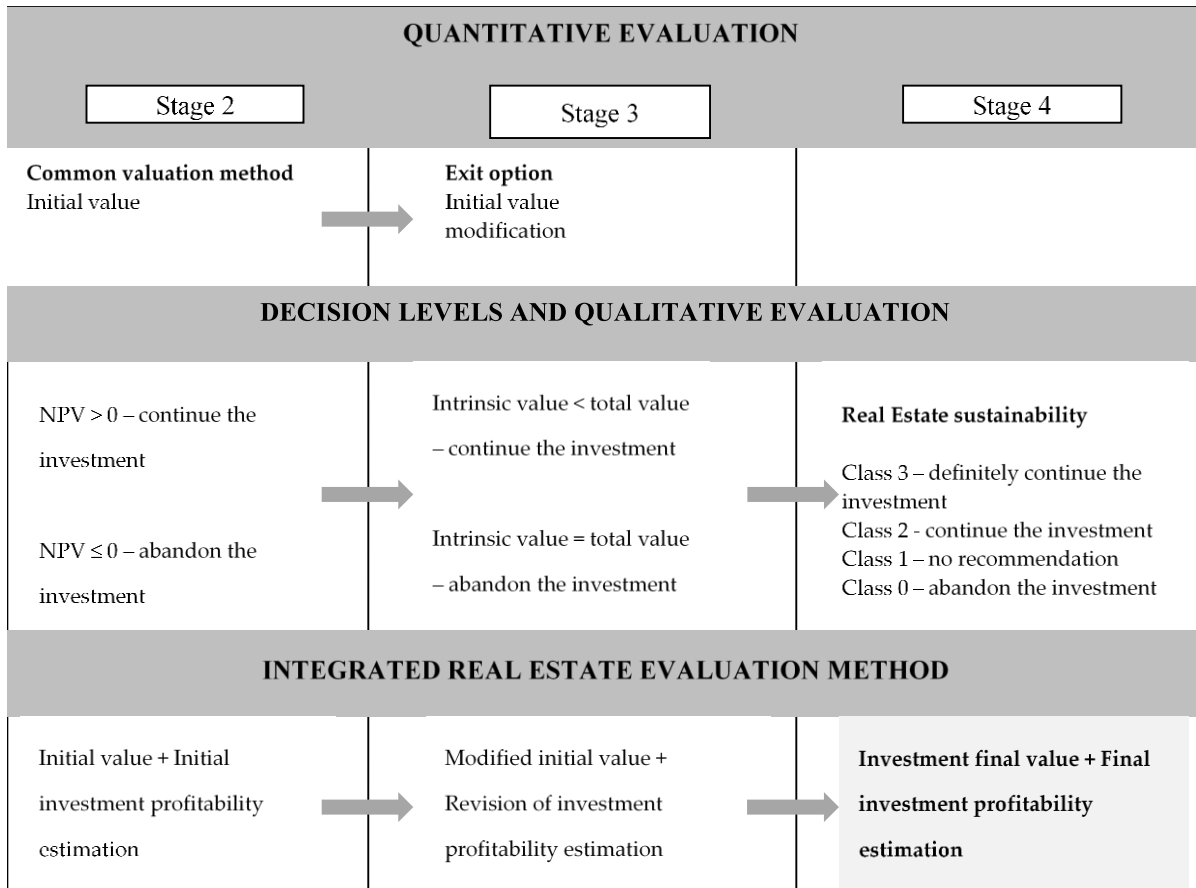 QUANTITATIVE EVALUATION
Stage 2
Stage 3
Stage 4
Common valuation method
Initial value
Exit option
Initial value
modification
DECISION LEVELS AND QUALITATIVE EVALUATION
NPV > 0 – continue the
investment
NPV ≤ 0 – abandon the
investment
Intrinsic value < total value
– continue the investment
Intrinsic value = total value
– abandon the investment
Real Estate sustainability
Class 3 – definitely continue the
investment
Class 2 - continue the investment
Class 1 – no recommendation
Class 0 – abandon the investment
INTEGRATED REAL ESTATE EVALUATION METHOD
Initial value + Initial
investment profitability
estimation
Modified initial value +
Revision of investment
profitability estimation
Investment final value + Final
investment profitability
estimation